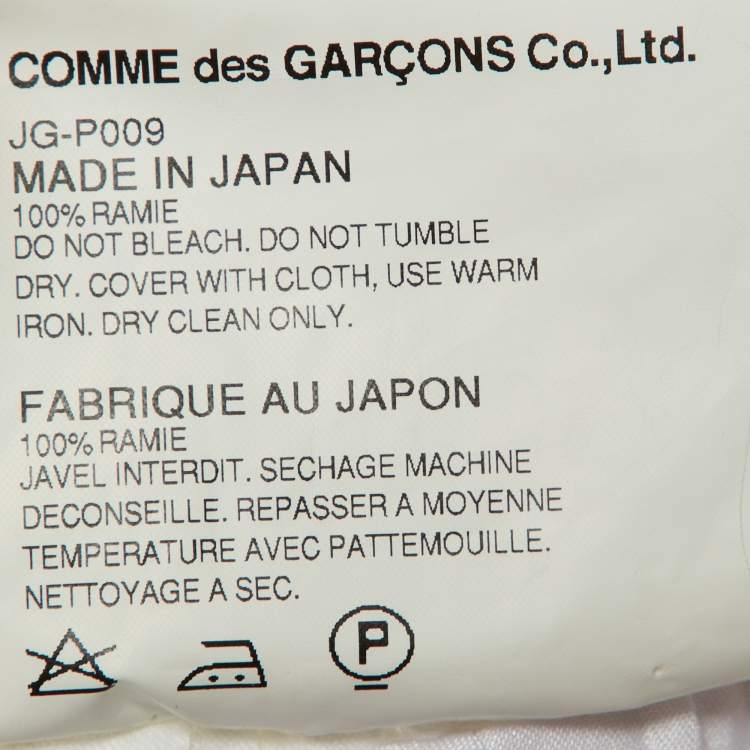 COMME des GARÇONS Co.,Ltd.
JG-P009
MADE IN JAPAN
100% RAMIE
DO NOT BLEACH. DO NOT TUMBLE
DRY. COVER WITH CLOTH, USE WARM
IRON. DRY CLEAN ONLY.
FABRIQUE AU JAPON
100% RAMIE
JAVEL INTERDIT. SECHAGE MACHINE
DECONSEILLE. REPASSER A MOYENNE
TEMPERATURE AVEC PATTEMOUILLE.
NETTOYAGE A SEC.
P